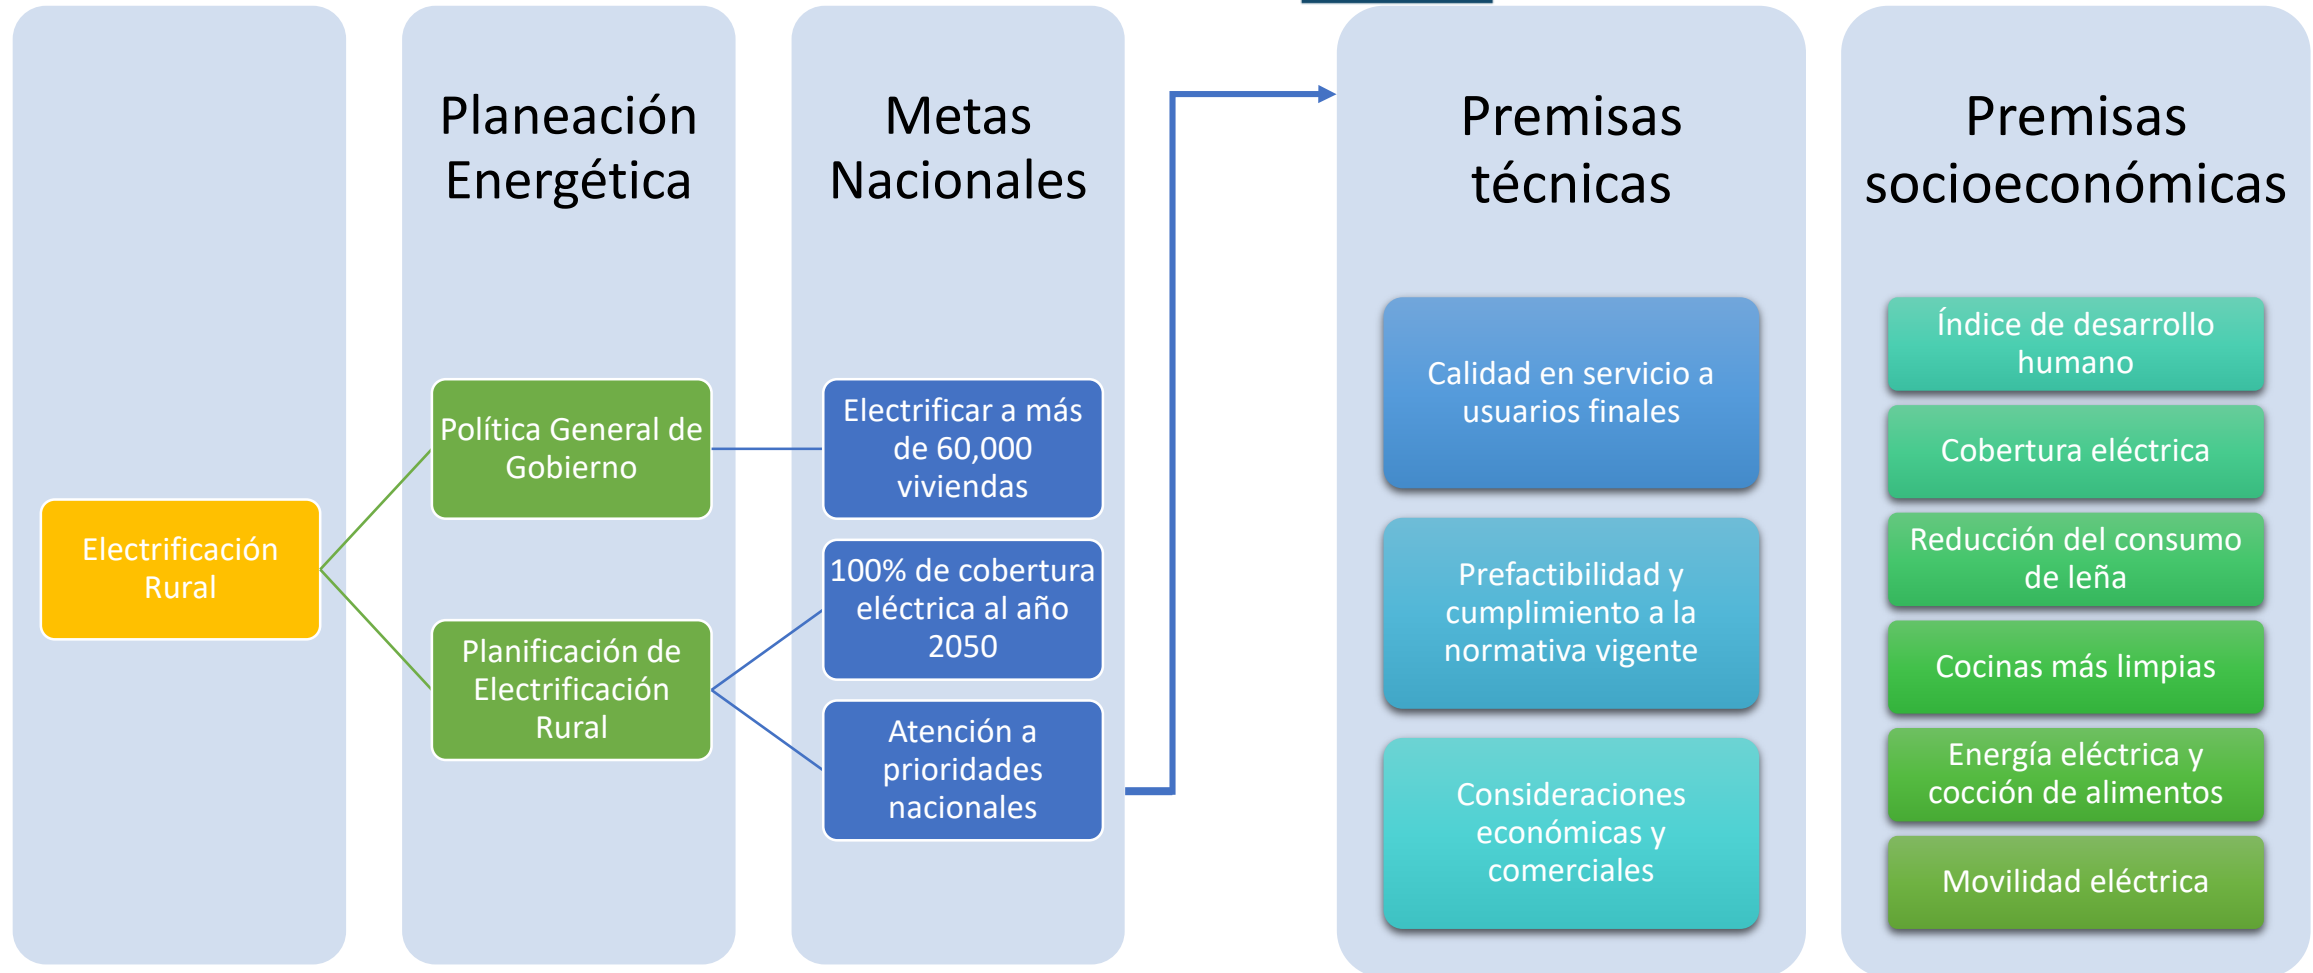 Electrificación
Rural
Planeación
Energética
Política General de
Gobierno
Planificación de
Electrificación
Rural
Metas
Nacionales
Electrificar a más
de 60,000
viviendas
100% de cobertura
eléctrica al año
2050
Atención a
prioridades
nacionales
Premisas
técnicas
Calidad en servicio a
usuarios finales
Prefactibilidad y
cumplimiento a la
normativa vigente
Consideraciones
económicas y
comerciales
Premisas
socioeconómicas
Índice de desarrollo
humano
Cobertura eléctrica
Reducción del consumo
de leña
Cocinas más limpias
Energía eléctrica y
cocción de alimentos
Movilidad eléctrica